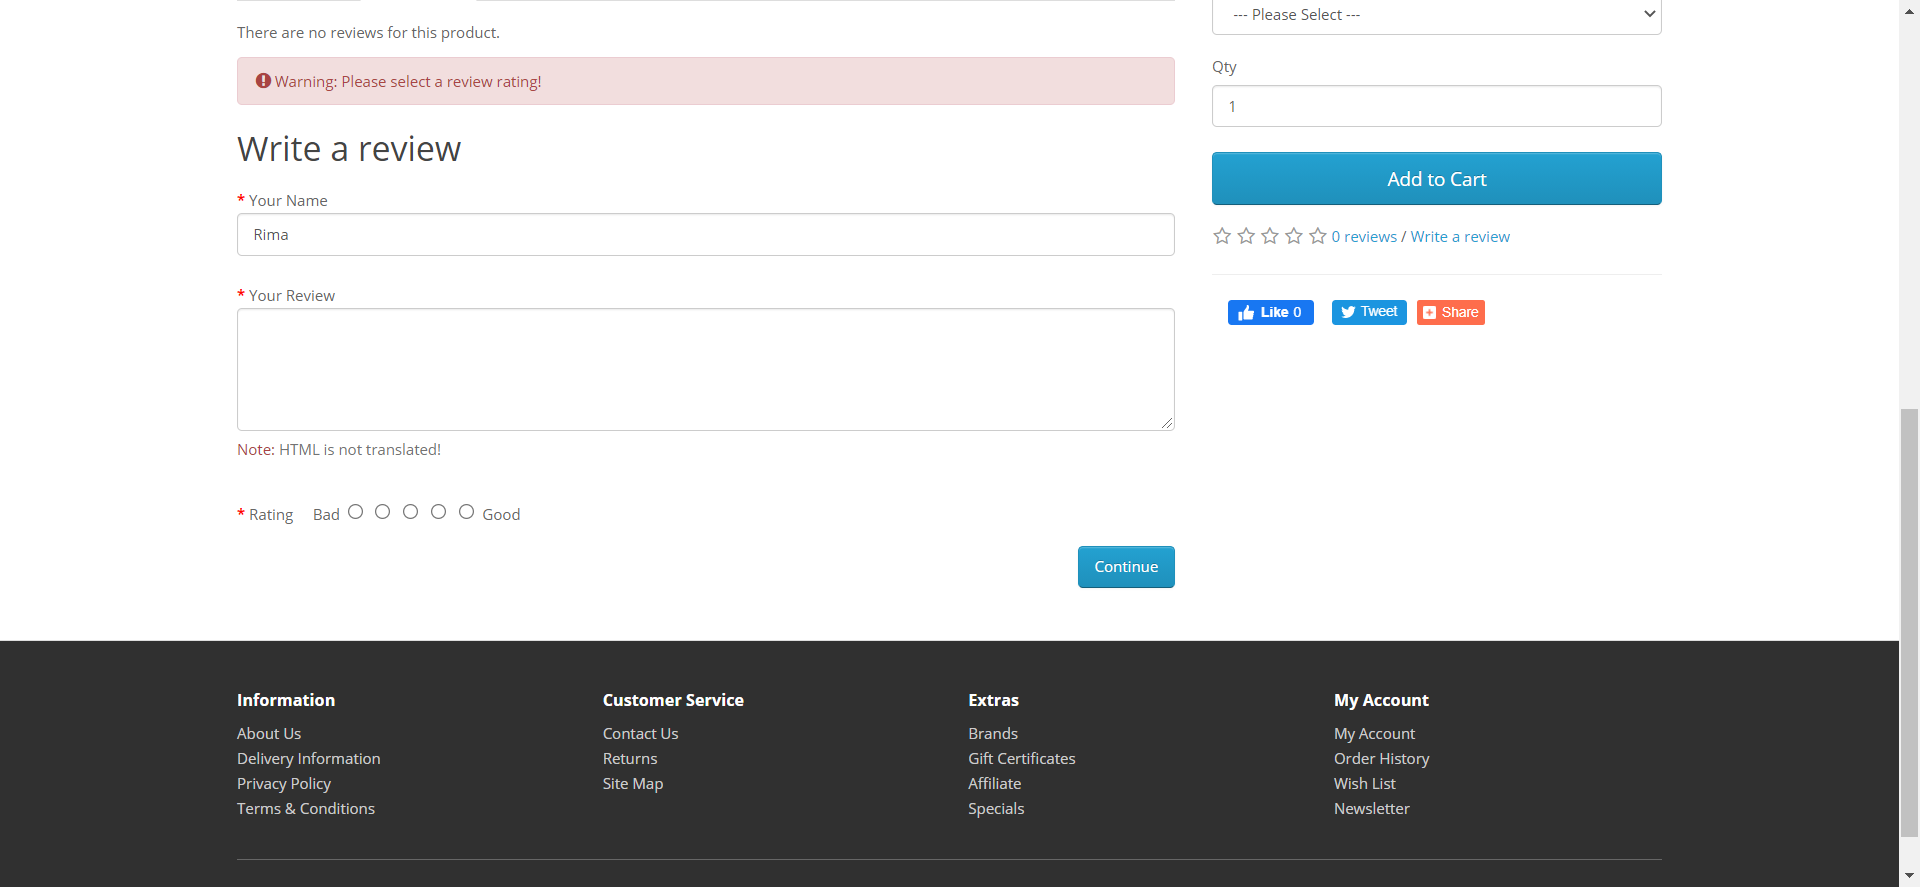 There are no reviews for this product.
Warning: Please select a review rating!
Write a review
* Your Name
Rima
* Your Review
Note: HTML is not translated!
* Rating Bad Good
Continue
--- Please Select ---
Qty
1
Add to Cart
0 reviews / Write a review
Like 0 Tweet Share
Information
About Us
Delivery Information
Privacy Policy
Terms & Conditions
Customer Service
Contact Us
Returns
Site Map
Extras
Brands
Gift Certificates
Affiliate
Specials
My Account
My Account
Order History
Wish List
Newsletter